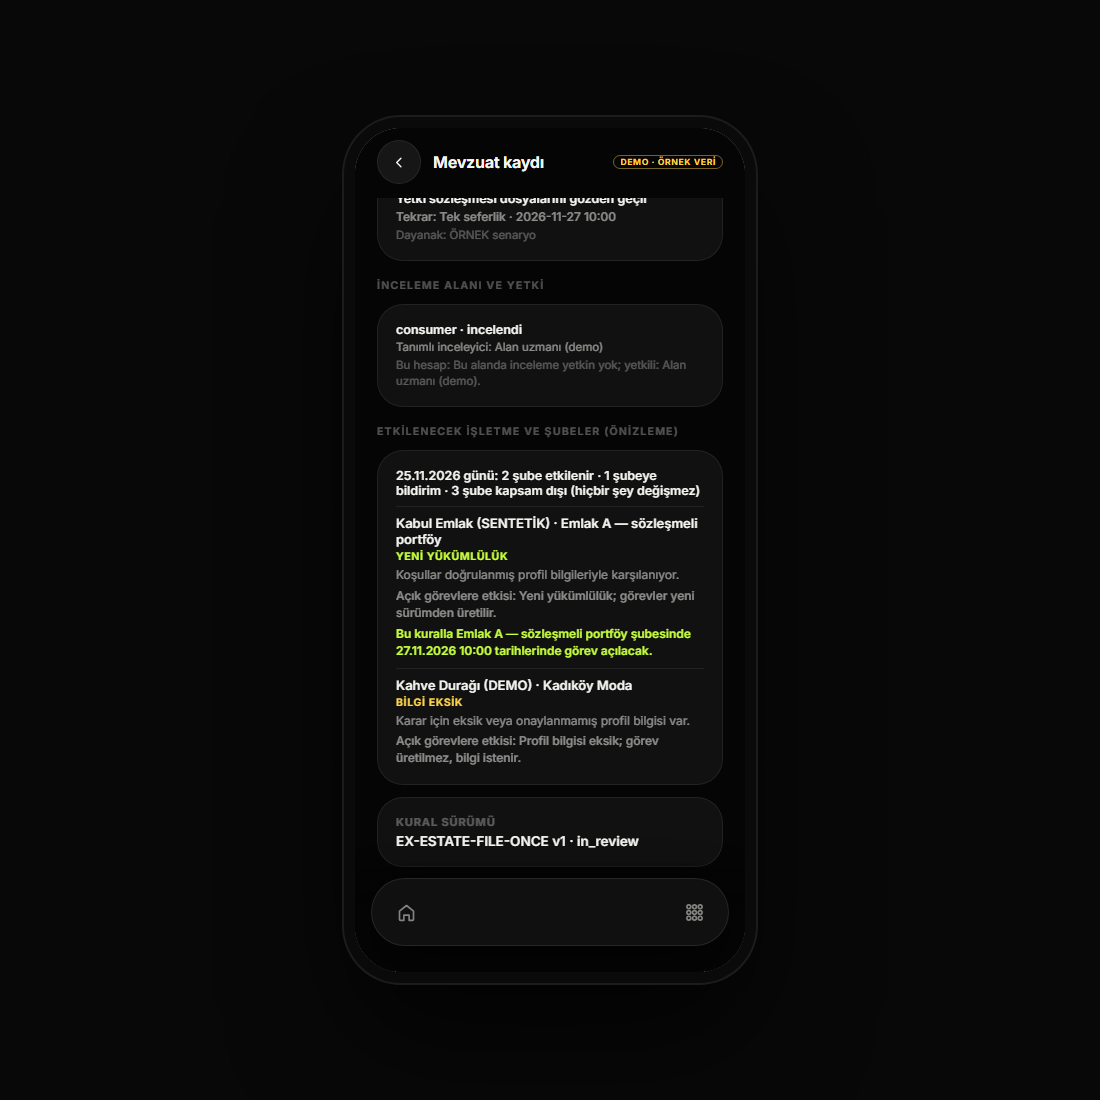 Mevzuat kaydı
DEMO · ÖRNEK VERİ
Yetki sözleşmesi dosyalarını gözden geçir
Tekrar: Tek seferlik · 2026-11-27 10:00
Dayanak: ÖRNEK senaryo
İNCELEME ALANI VE YETKİ
consumer · incelendi
Tanımlı inceleyici: Alan uzmanı (demo)
Bu hesap: Bu alanda inceleme yetkin yok; yetkili: Alan
uzmanı (demo).
ETKİLENECEK İŞLETME VE ŞUBELER (ÖNİZLEME)
25.11.2026 günü: 2 şube etkilenir · 1 şubeye
bildirim · 3 şube kapsam dışı (hiçbir şey değişmez)
Kabul Emlak (SENTETİK) · Emlak A — sözleşmeli
portföy
YENİ YÜKÜMLÜLÜK
Koşullar doğrulanmış profil bilgileriyle karşılanıyor.
Açık görevlere etkisi: Yeni yükümlülük; görevler yeni
sürümden üretilir.
Bu kuralla Emlak A — sözleşmeli portföy şubesinde
27.11.2026 10:00 tarihlerinde görev açılacak.
Kahve Durağı (DEMO) · Kadıköy Moda
BİLGİ EKSİK
Karar için eksik veya onaylanmamış profil bilgisi var.
Açık görevlere etkisi: Profil bilgisi eksik; görev
üretilmez, bilgi istenir.
KURAL SÜRÜMÜ
EX-ESTATE-FILE-ONCE v1 · in_review